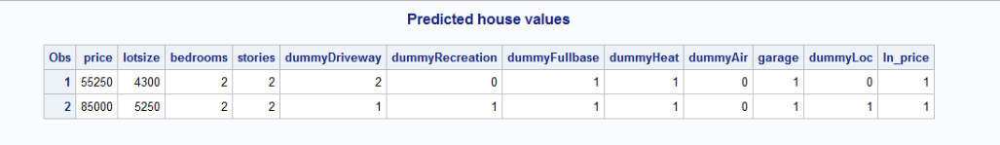 Predicted house values
Obs price lotsize bedrooms stories dummyDriveway dummyRecreation dummyFullbase dummyHeat dummyAir garage dummyLoc ln_price
1 55250 4300 2 2 2 0 1 1 0 1 0 1
2 85000 5250 2 2 1 1 1 1 0 1 1 1